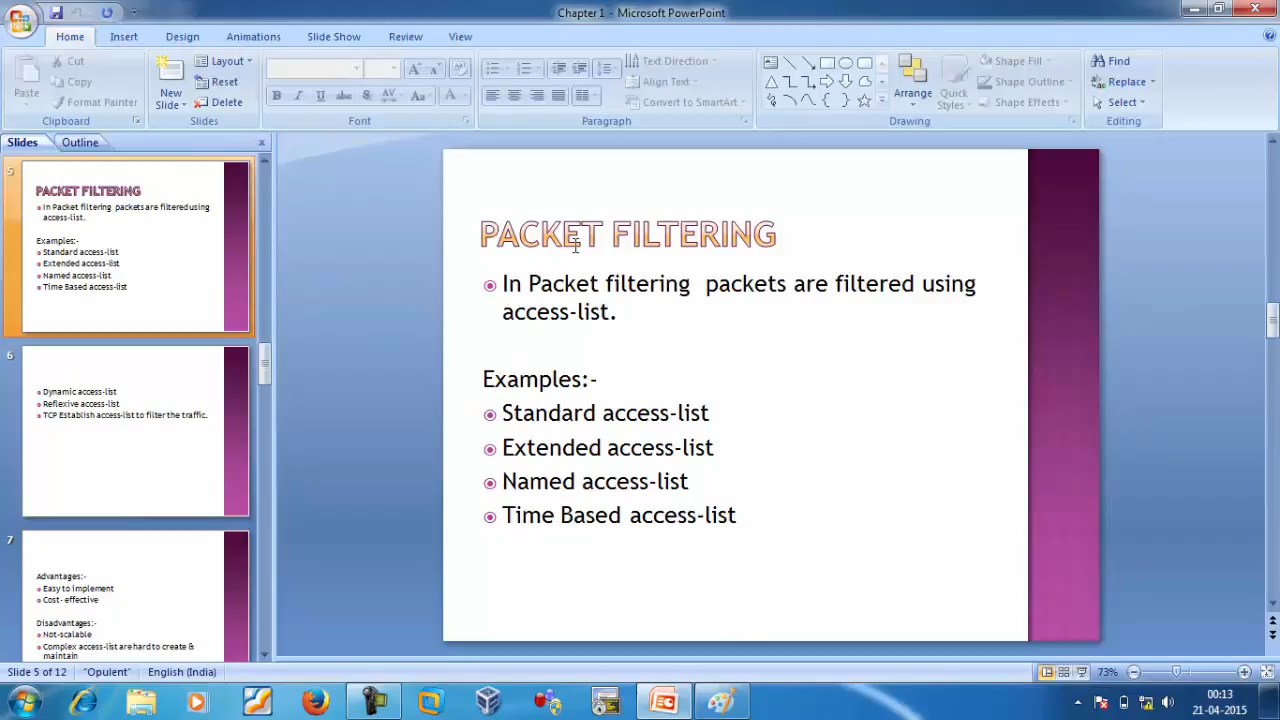 Chapter 1 - Microsoft PowerPoint
Home Insert Design Animations Slide Show Review View
Paste
Cut
Copy
Format Painter
Clipboard
New Slide
Layout
Reset
Delete
Slides
B I U abc S AV Aa A
Font
Text Direction
Align Text
Convert to SmartArt
Paragraph
Arrange
Quick Styles
Shape Fill
Shape Outline
Shape Effects
Drawing
Find
Replace
Select
Editing
Slides Outline
5
PACKET FILTERING
In Packet filtering packets are filtered using
access-list.
Examples:-
Standard access-list
Extended access-list
Named access-list
Time Based access-list
6
Dynamic access-list
Reflexive access-list
TCP Establish access-list to filter the traffic.
7
Advantages:-
Easy to implement
Cost- effective
Disadvantages:-
Not-scalable
Complex access-list are hard to create &
maintain
PACKET FILTERING
In Packet filtering packets are filtered using
access-list.
Examples:-
Standard access-list
Extended access-list
Named access-list
Time Based access-list
Slide 5 of 12 "Opulent" English (India) 73%
00:13
21-04-2015